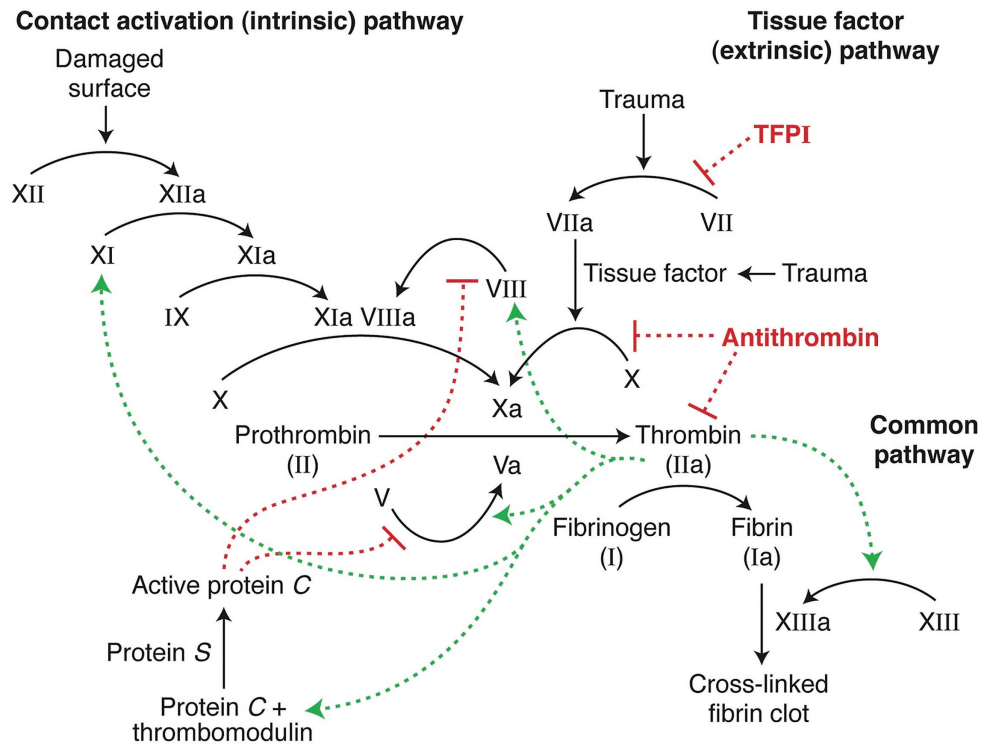 Contact activation (intrinsic) pathway
Tissue factor
(extrinsic) pathway
Damaged
surface
Trauma
TFPI
XII
XIIa
VIIa
VII
XI
XIa
Tissue factor
Trauma
VIII
IX
XIa VIIIa
Antithrombin
X
X
Xa
Prothrombin
(II)
Thrombin
(IIa)
Common
pathway
Va
V
Fibrinogen
(I)
Fibrin
(Ia)
Active protein C
XIIIa
XIII
Protein S
Cross-linked
fibrin clot
Protein C +
thrombomodulin